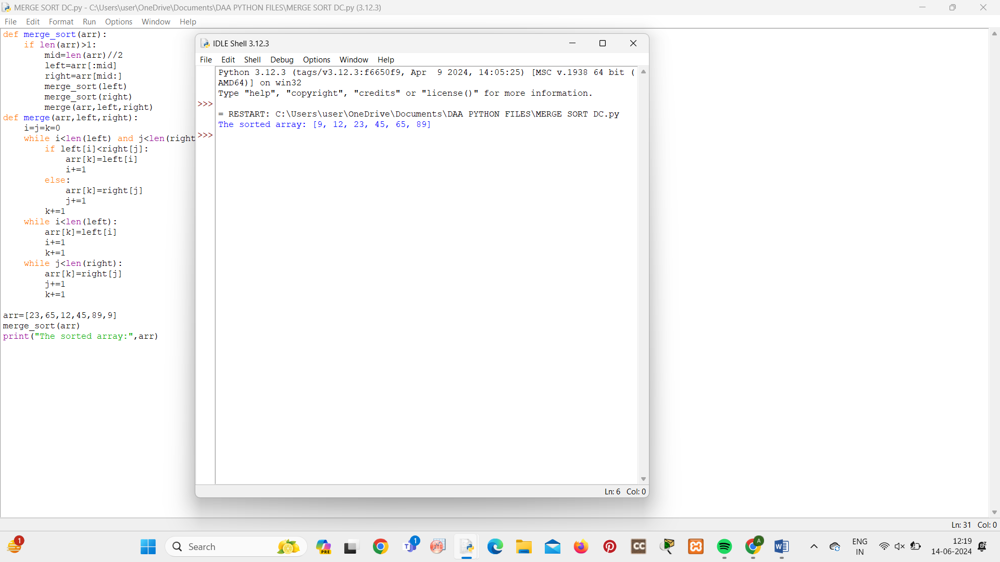 MERGE SORT DC.py - C:\Users\user\OneDrive\Documents\DAA PYTHON FILES\MERGE SORT DC.py (3.12.3)
File Edit Format Run Options Window Help
def merge_sort(arr):
    if len(arr)>1:
        mid=len(arr)//2
        left=arr[:mid]
        right=arr[mid:]
        merge_sort(left)
        merge_sort(right)
        merge(arr,left,right)
def merge(arr,left,right):
    i=j=k=0
    while i<len(left) and j<len(right
        if left[i]<right[j]:
            arr[k]=left[i]
            i+=1
        else:
            arr[k]=right[j]
            j+=1
        k+=1
    while i<len(left):
        arr[k]=left[i]
        i+=1
        k+=1
    while j<len(right):
        arr[k]=right[j]
        j+=1
        k+=1
arr=[23,65,12,45,89,9]
merge_sort(arr)
print("The sorted array:",arr)
IDLE Shell 3.12.3
File Edit Shell Debug Options Window Help
Python 3.12.3 (tags/v3.12.3:f6650f9, Apr  9 2024, 14:05:25) [MSC v.1938 64 bit (
AMD64)] on win32
Type "help", "copyright", "credits" or "license()" for more information.
>>>
= RESTART: C:\Users\user\OneDrive\Documents\DAA PYTHON FILES\MERGE SORT DC.py
The sorted array: [9, 12, 23, 45, 65, 89]
>>>
Ln: 6 Col: 0
Ln: 31 Col: 0
1
Search
PRE
1
T
CC
A
W
ENG
IN
12:19
14-06-2024